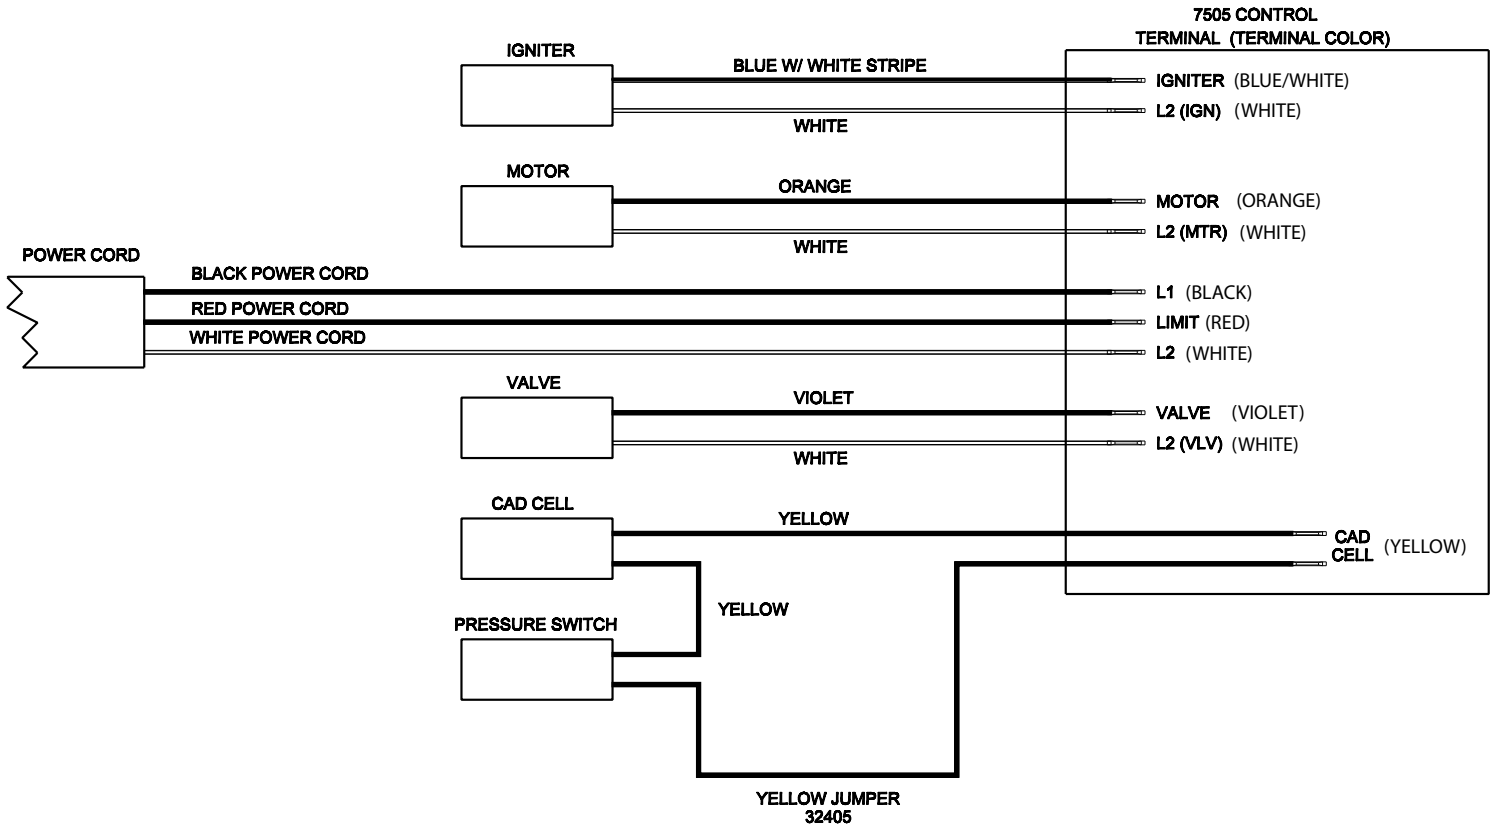 7505 CONTROL
TERMINAL (TERMINAL COLOR)
IGNITER
BLUE W/ WHITE STRIPE
IGNITER (BLUE/WHITE)
L2 (IGN) (WHITE)
WHITE
MOTOR
ORANGE
MOTOR (ORANGE)
L2 (MTR) (WHITE)
WHITE
POWER CORD
BLACK POWER CORD
L1 (BLACK)
RED POWER CORD
LIMIT (RED)
WHITE POWER CORD
L2 (WHITE)
VALVE
VIOLET
VALVE (VIOLET)
L2 (VLV) (WHITE)
WHITE
CAD CELL
YELLOW
CAD
CELL (YELLOW)
YELLOW
PRESSURE SWITCH
YELLOW JUMPER
32405